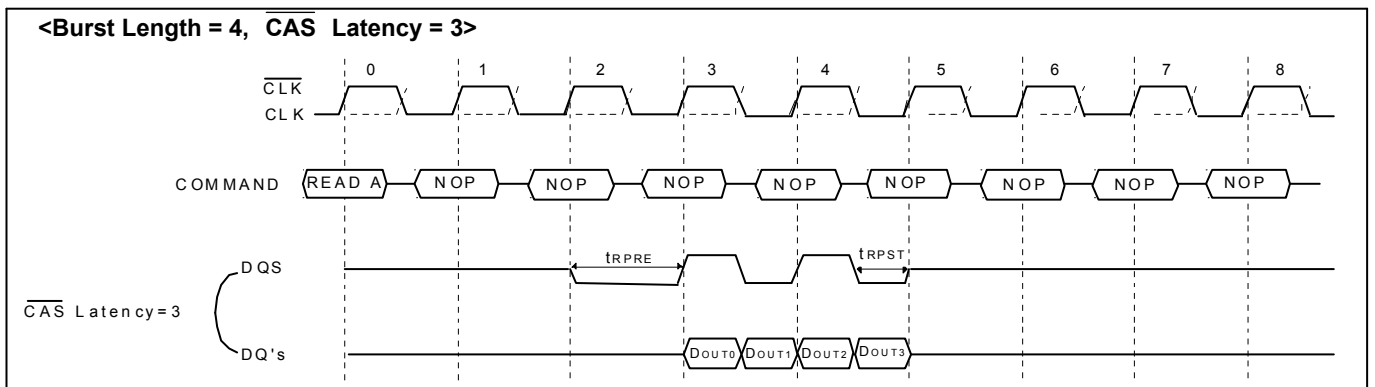 <Burst Length = 4, CAS Latency = 3>
0 1 2 3 4 5 6 7 8
CLK
CLK
COMMAND READ A NOP NOP NOP NOP NOP NOP NOP NOP
DQS tRPRE tRPST
CAS Latency=3
DQ's DOUT0 DOUT1 DOUT2 DOUT3